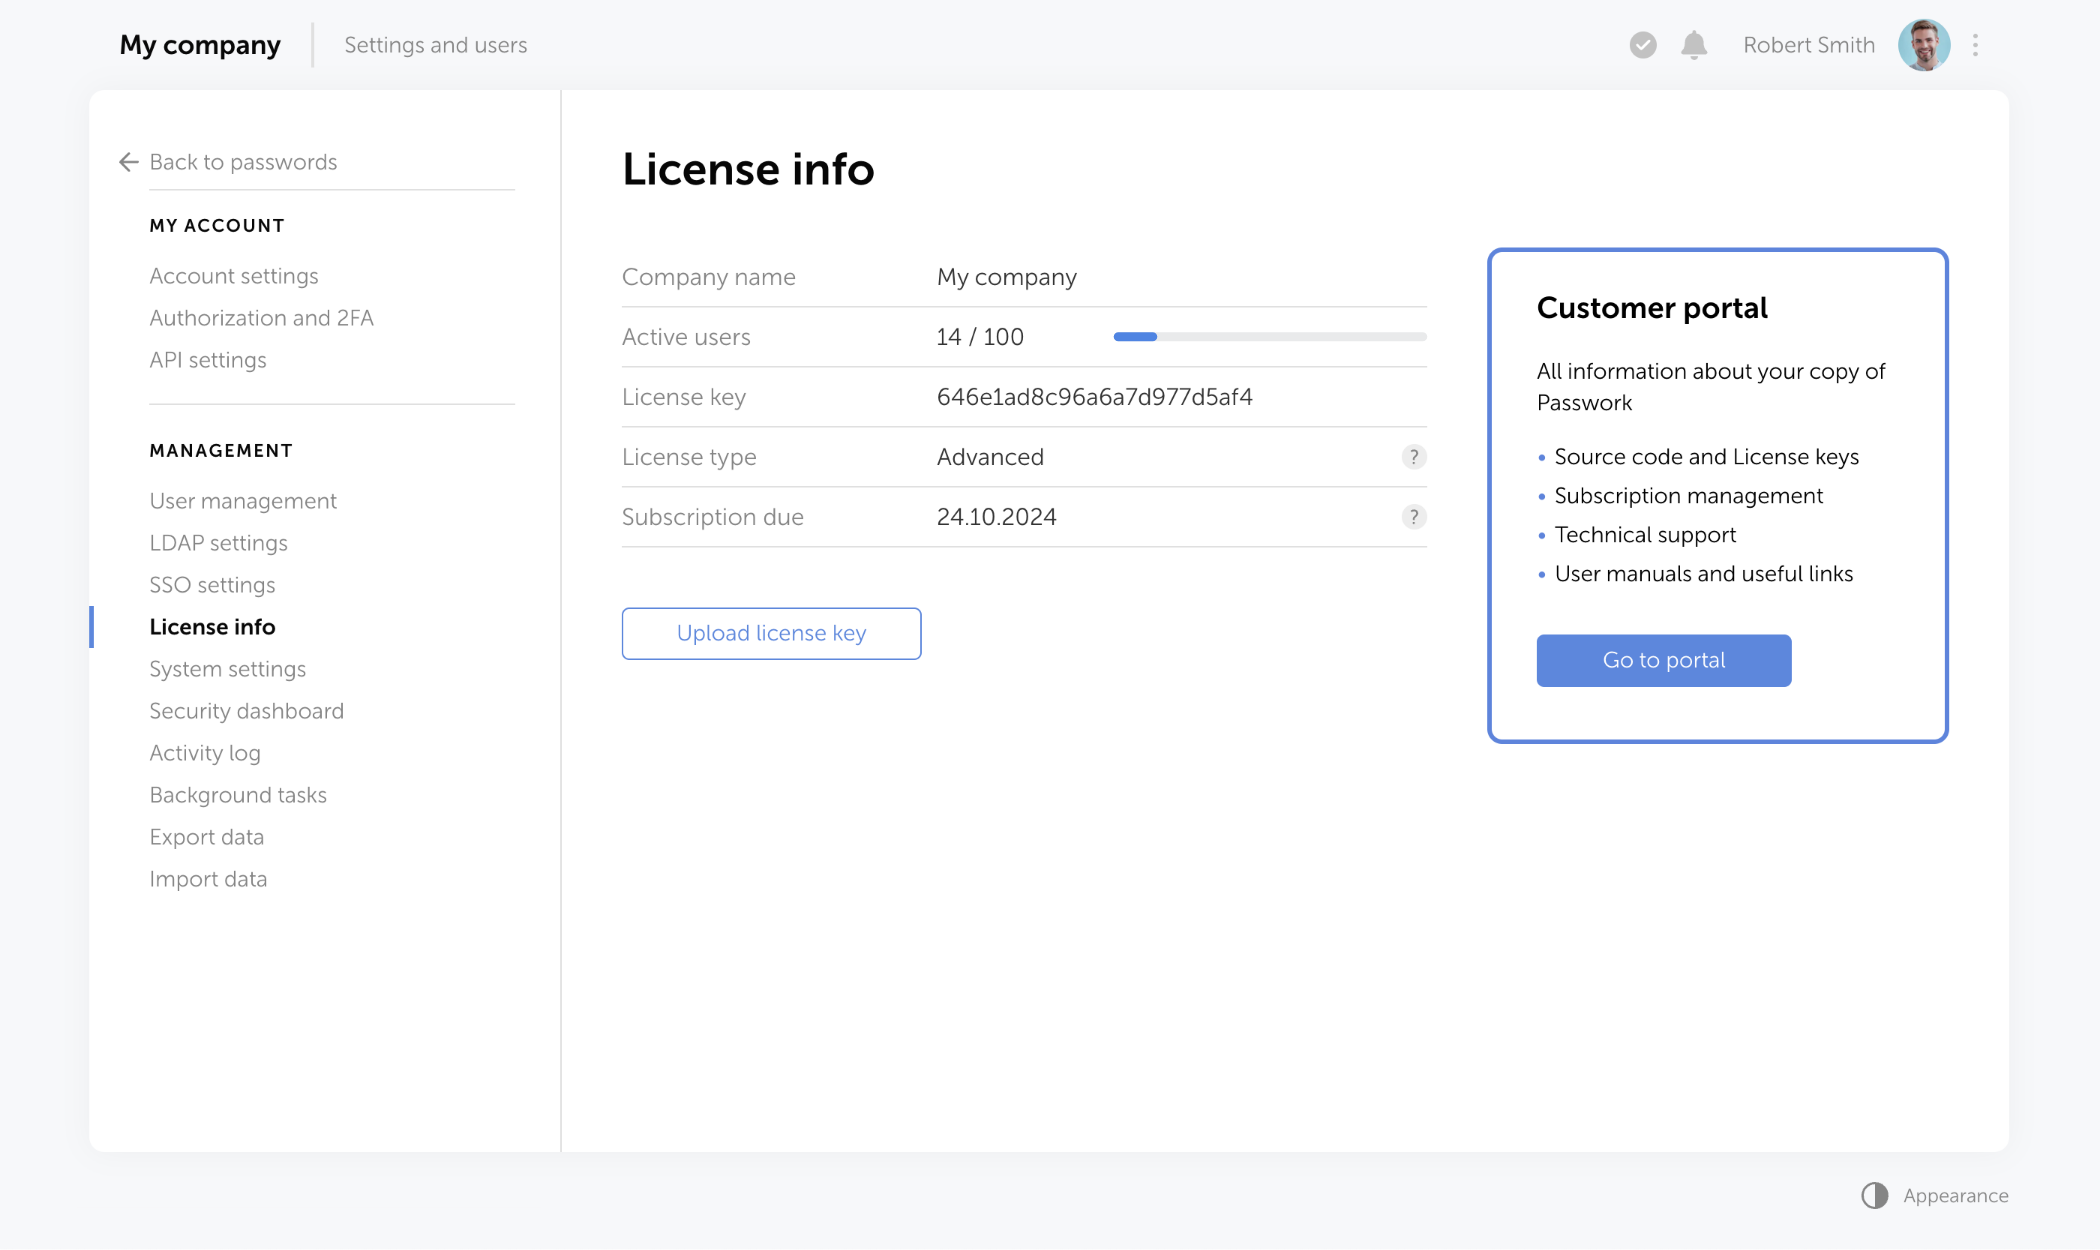 My company
Settings and users
Robert Smith
Back to passwords
MY ACCOUNT
Account settings
Authorization and 2FA
API settings
MANAGEMENT
User management
LDAP settings
SSO settings
License info
System settings
Security dashboard
Activity log
Background tasks
Export data
Import data
License info
Company name My company
Active users 14 / 100
License key 646e1ad8c96a6a7d977d5af4
License type Advanced ?
Subscription due 24.10.2024 ?
Upload license key
Customer portal
All information about your copy of
Passwork
• Source code and License keys
• Subscription management
• Technical support
• User manuals and useful links
Go to portal
Appearance